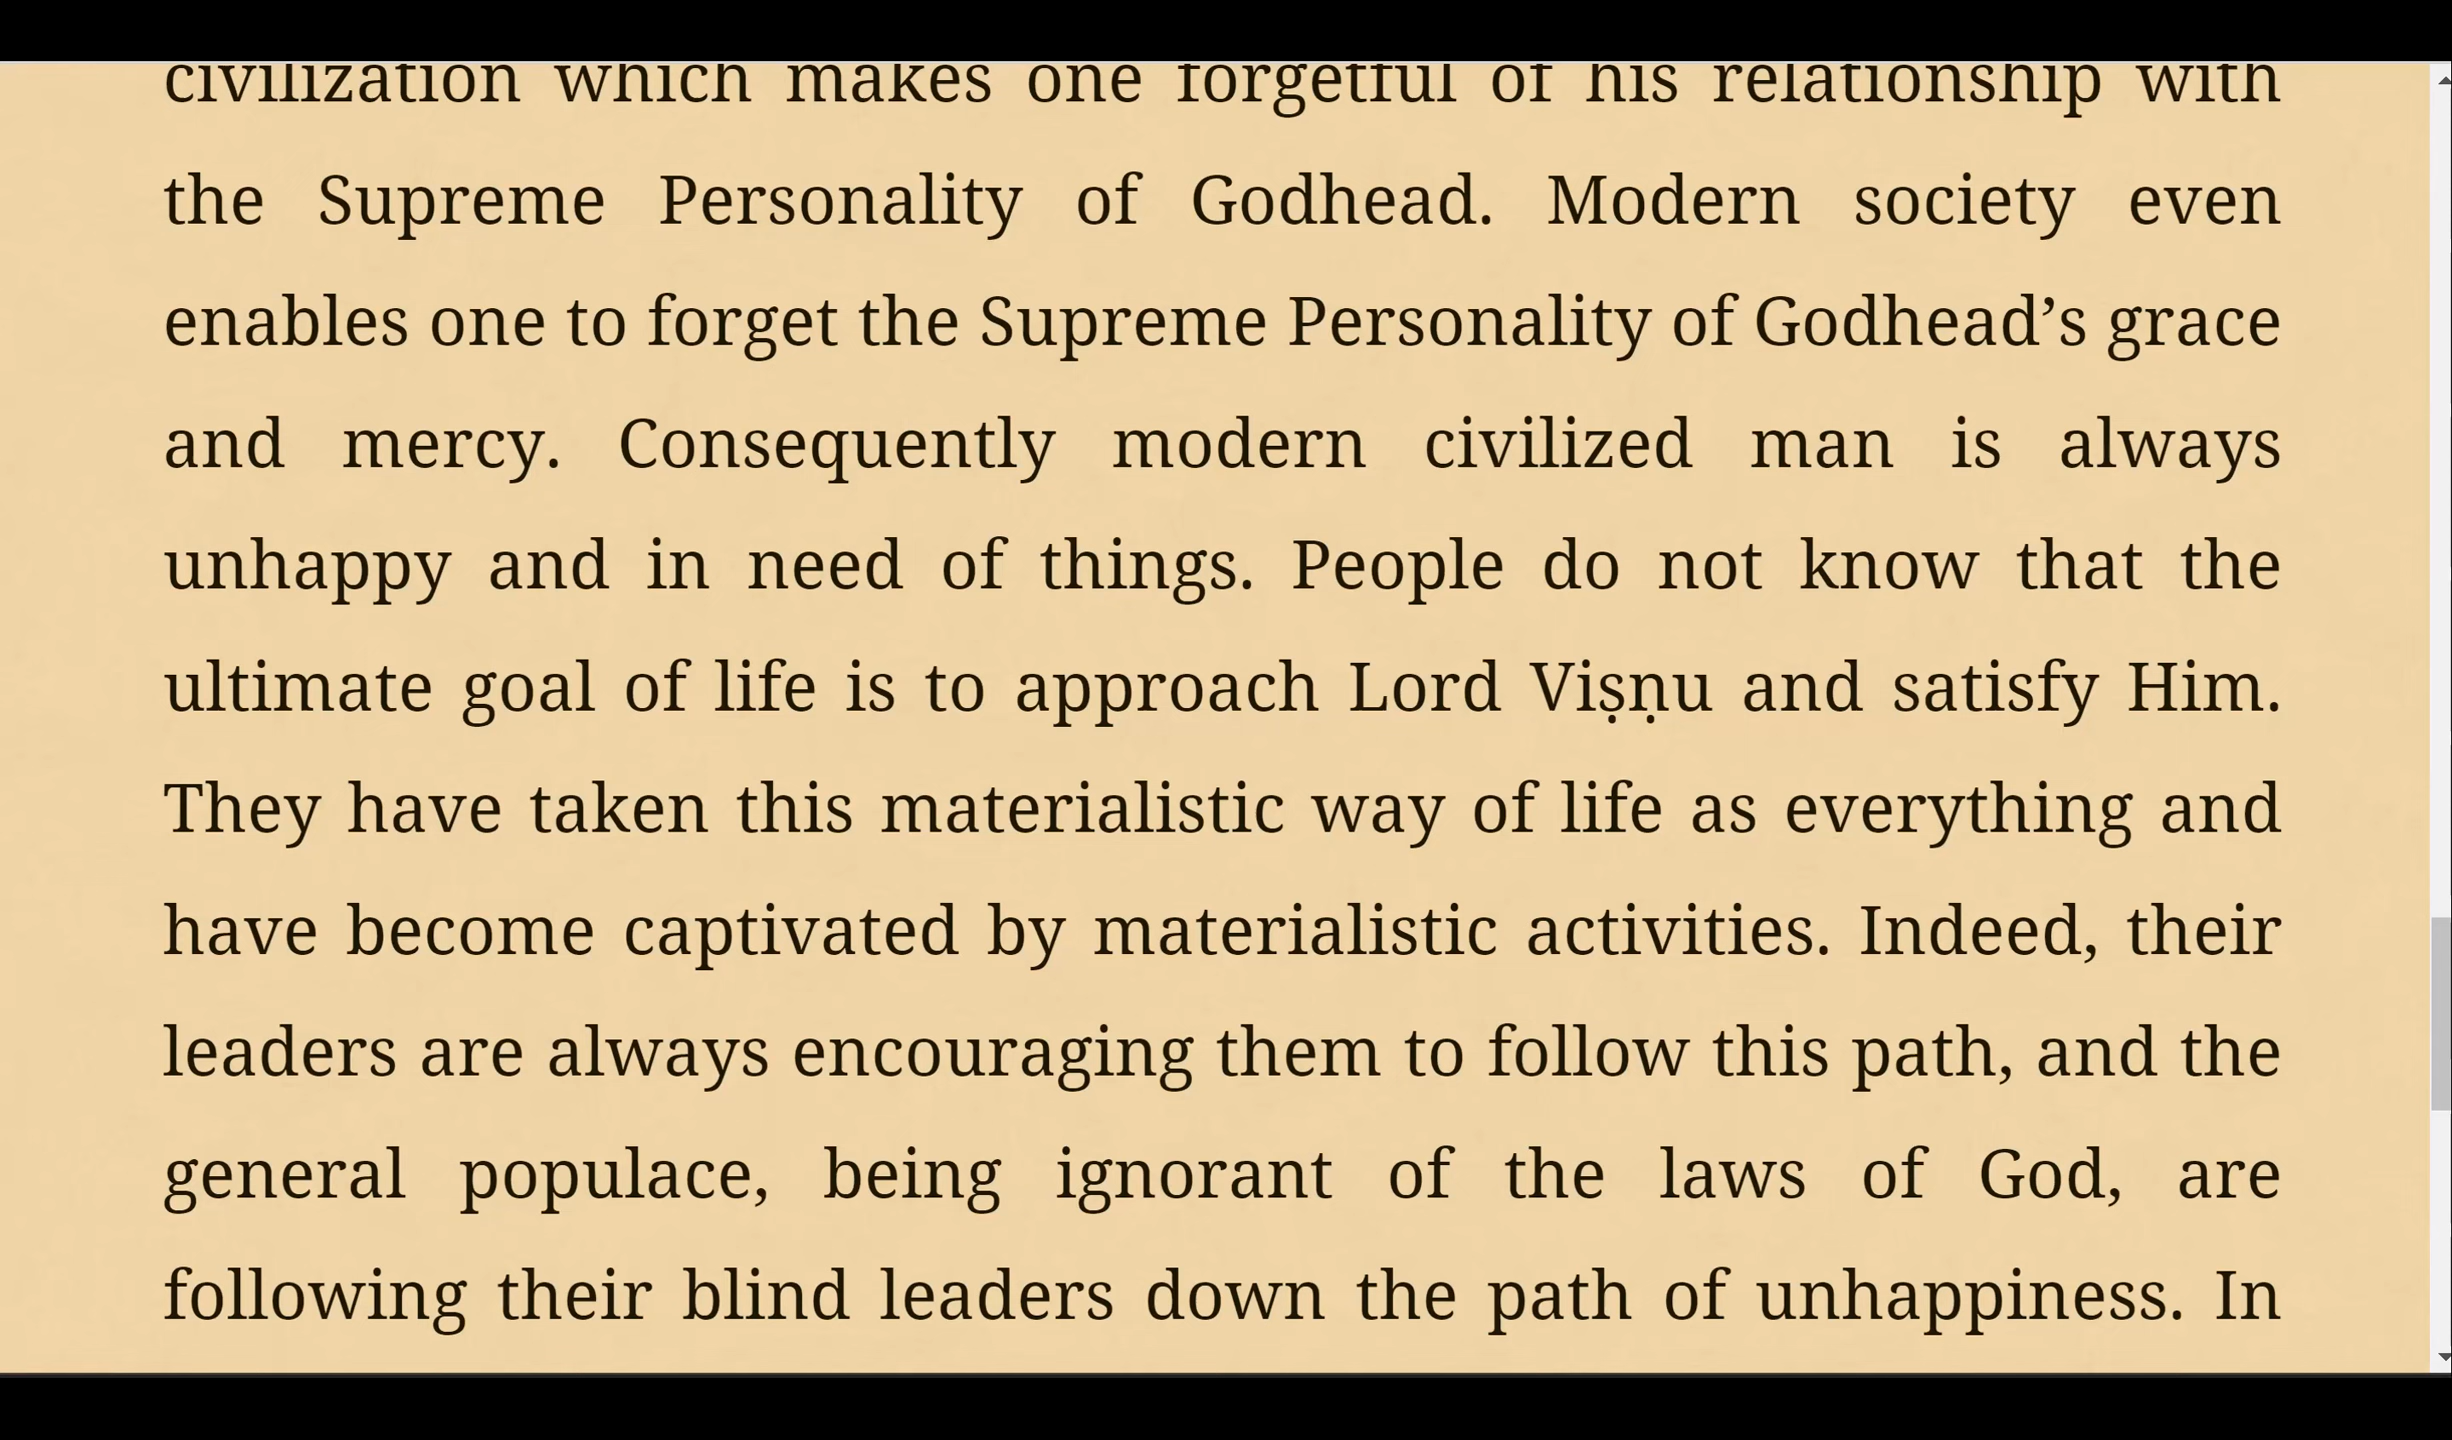 civilization which makes one forgetful of his relationship with
the Supreme Personality of Godhead. Modern society even
enables one to forget the Supreme Personality of Godhead’s grace
and mercy. Consequently modern civilized man is always
unhappy and in need of things. People do not know that the
ultimate goal of life is to approach Lord Viṣṇu and satisfy Him.
They have taken this materialistic way of life as everything and
have become captivated by materialistic activities. Indeed, their
leaders are always encouraging them to follow this path, and the
general populace, being ignorant of the laws of God, are
following their blind leaders down the path of unhappiness. In